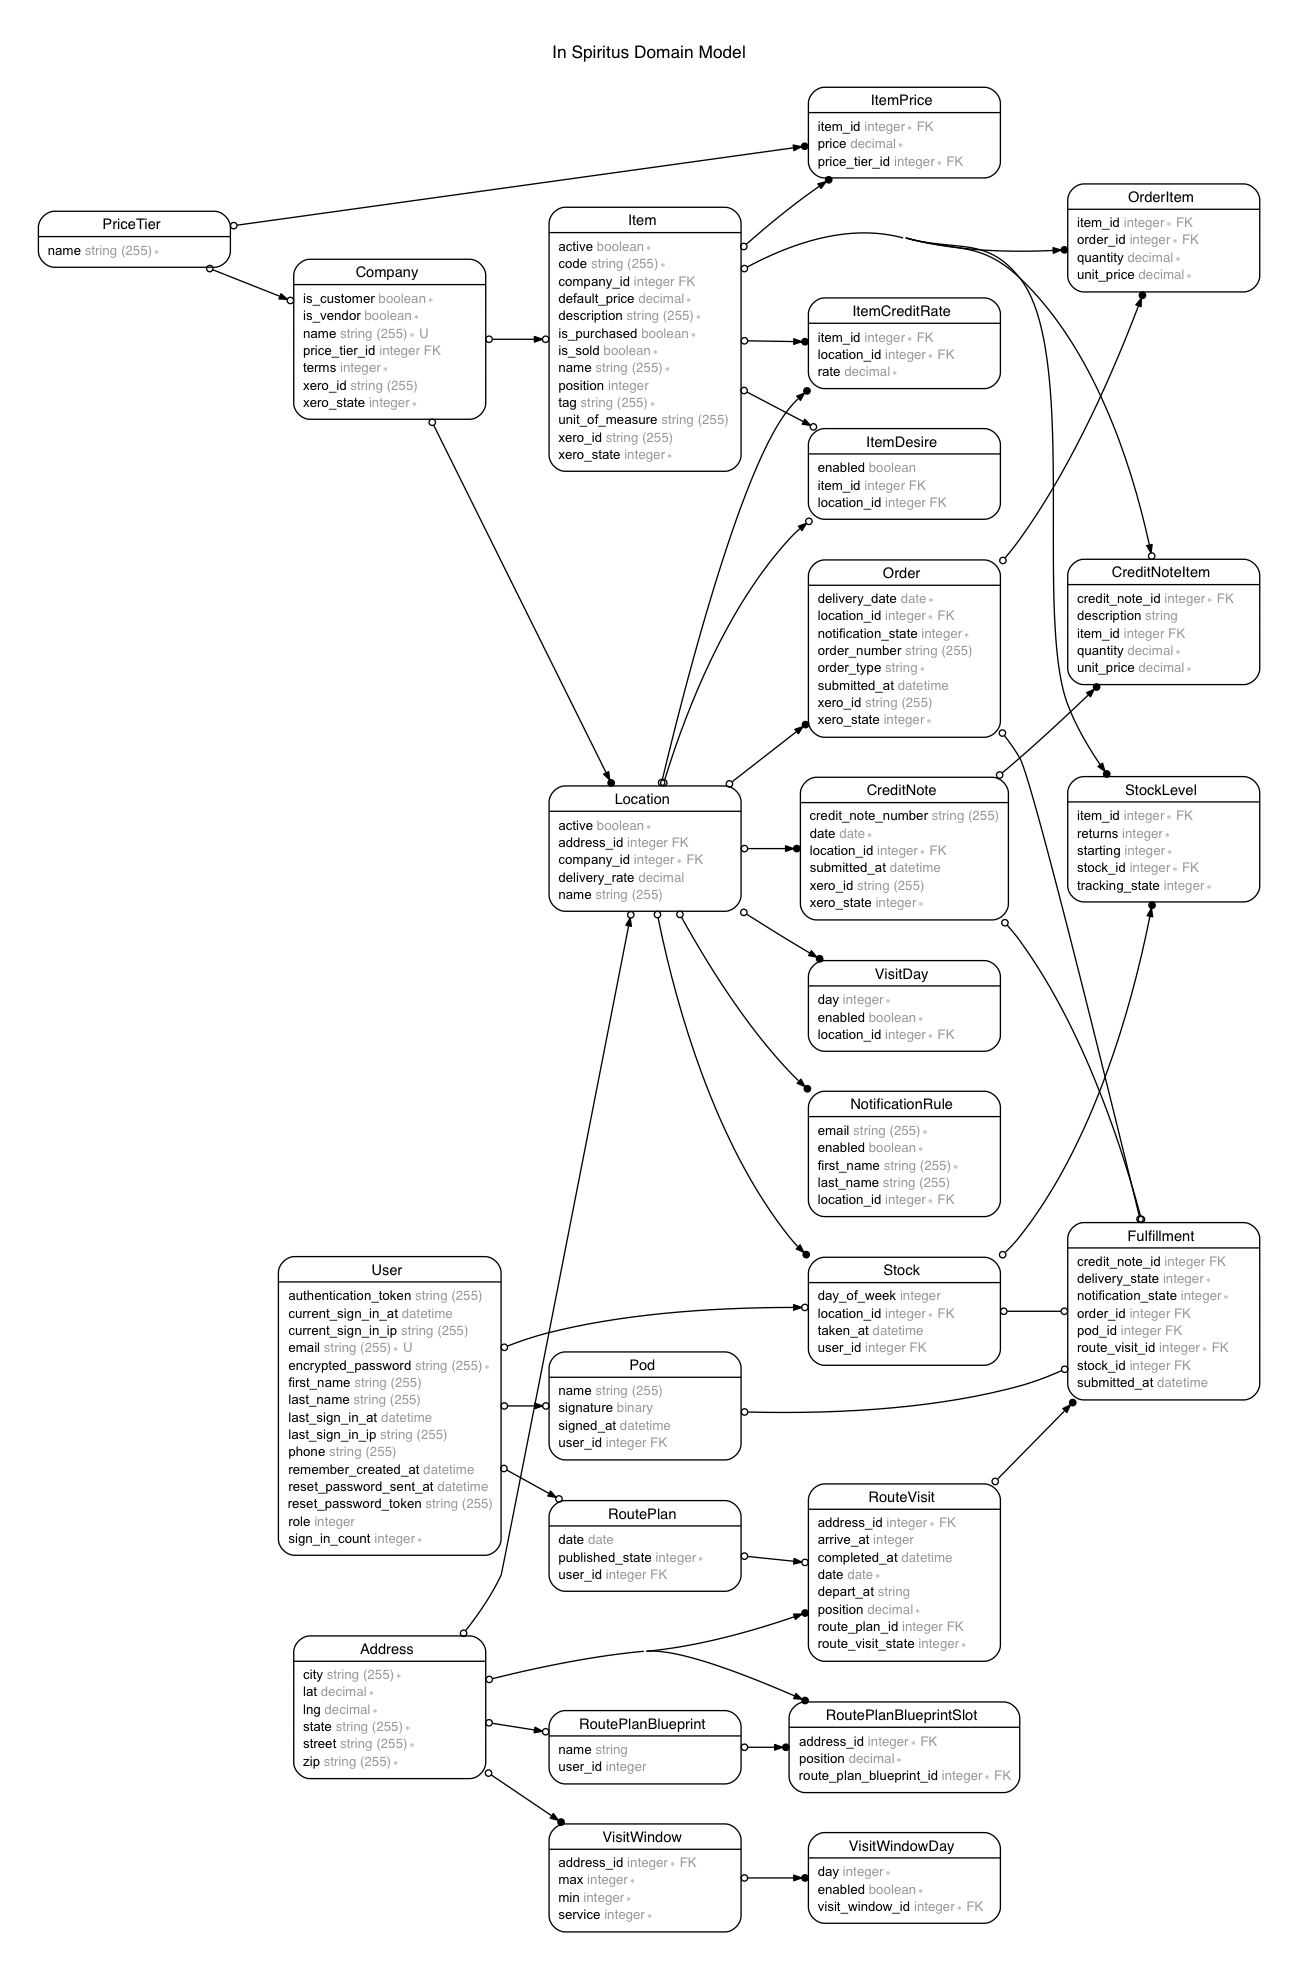 In Spiritus Domain Model
ItemPrice
item_id integer ∗ FK
price decimal ∗
price_tier_id integer ∗ FK
PriceTier
name string (255) ∗
Company
is_customer boolean ∗
is_vendor boolean ∗
name string (255) ∗ U
price_tier_id integer FK
terms integer ∗
xero_id string (255)
xero_state integer ∗
Item
active boolean ∗
code string (255) ∗
company_id integer FK
default_price decimal ∗
description string (255) ∗
is_purchased boolean ∗
is_sold boolean ∗
name string (255) ∗
position integer
tag string (255) ∗
unit_of_measure string (255)
xero_id string (255)
xero_state integer ∗
OrderItem
item_id integer ∗ FK
order_id integer ∗ FK
quantity decimal ∗
unit_price decimal ∗
ItemCreditRate
item_id integer ∗ FK
location_id integer ∗ FK
rate decimal ∗
ItemDesire
enabled boolean
item_id integer FK
location_id integer FK
Order
delivery_date date ∗
location_id integer ∗ FK
notification_state integer ∗
order_number string (255)
order_type string ∗
submitted_at datetime
xero_id string (255)
xero_state integer ∗
CreditNoteItem
credit_note_id integer ∗ FK
description string
item_id integer FK
quantity decimal ∗
unit_price decimal ∗
Location
active boolean ∗
address_id integer FK
company_id integer ∗ FK
delivery_rate decimal
name string (255)
CreditNote
credit_note_number string (255)
date date ∗
location_id integer ∗ FK
submitted_at datetime
xero_id string (255)
xero_state integer ∗
StockLevel
item_id integer ∗ FK
returns integer ∗
starting integer ∗
stock_id integer ∗ FK
tracking_state integer ∗
VisitDay
day integer ∗
enabled boolean ∗
location_id integer ∗ FK
NotificationRule
email string (255) ∗
enabled boolean ∗
first_name string (255) ∗
last_name string (255)
location_id integer ∗ FK
Fulfillment
credit_note_id integer FK
delivery_state integer ∗
notification_state integer ∗
order_id integer FK
pod_id integer FK
route_visit_id integer ∗ FK
stock_id integer FK
submitted_at datetime
User
authentication_token string (255)
current_sign_in_at datetime
current_sign_in_ip string (255)
email string (255) ∗ U
encrypted_password string (255) ∗
first_name string (255)
last_name string (255)
last_sign_in_at datetime
last_sign_in_ip string (255)
phone string (255)
remember_created_at datetime
reset_password_sent_at datetime
reset_password_token string (255)
role integer
sign_in_count integer ∗
Stock
day_of_week integer
location_id integer ∗ FK
taken_at datetime
user_id integer FK
Pod
name string (255)
signature binary
signed_at datetime
user_id integer FK
RoutePlan
date date
published_state integer ∗
user_id integer FK
RouteVisit
address_id integer ∗ FK
arrive_at integer
completed_at datetime
date date ∗
depart_at string
position decimal ∗
route_plan_id integer FK
route_visit_state integer ∗
Address
city string (255) ∗
lat decimal ∗
lng decimal ∗
state string (255) ∗
street string (255) ∗
zip string (255) ∗
RoutePlanBlueprint
name string
user_id integer
RoutePlanBlueprintSlot
address_id integer ∗ FK
position decimal ∗
route_plan_blueprint_id integer ∗ FK
VisitWindow
address_id integer ∗ FK
max integer ∗
min integer ∗
service integer ∗
VisitWindowDay
day integer ∗
enabled boolean ∗
visit_window_id integer ∗ FK